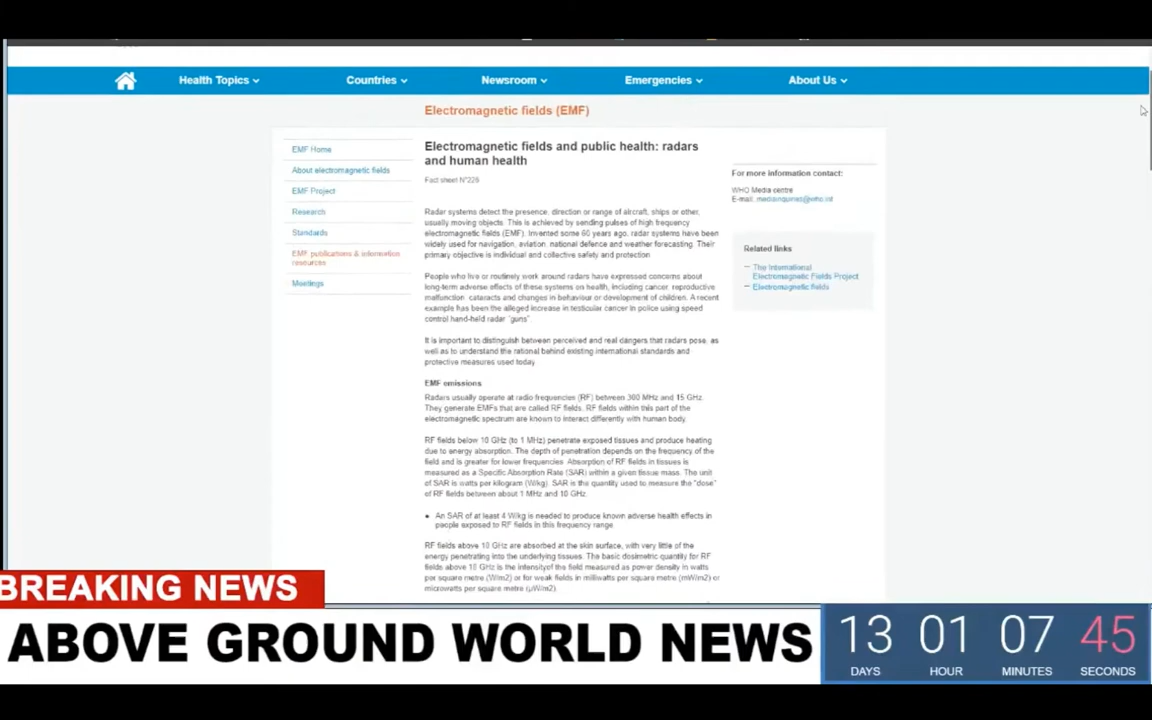 Health Topics
Countries
Newsroom
Emergencies
About Us
Electromagnetic fields (EMF)
EMF Home
About electromagnetic fields
EMF Project
Research
Standards
EMF publications & information
resources
Meetings
Electromagnetic fields and public health: radars
and human health
Fact sheet N°226
Radar systems detect the presence, direction or range of aircraft, ships or other,
usually moving objects. This is achieved by sending pulses of high frequency
electromagnetic fields (EMF). Invented some 60 years ago, radar systems have been
widely used for navigation, aviation, national defence and weather forecasting. Their
primary objective is individual and collective safety and protection.
People who live or routinely work around radars have expressed concerns about
long-term adverse effects of these systems on health, including cancer, reproductive
malfunction, cataracts and changes in behaviour or development of children. A recent
example has been the alleged increase in testicular cancer in police using speed
control hand-held radar "guns".
It is important to distinguish between perceived and real dangers that radars pose, as
well as to understand the rational behind existing international standards and
protective measures used today.
EMF emissions
Radars usually operate at radio frequencies (RF) between 300 MHz and 15 GHz.
They generate EMFs that are called RF fields. RF fields within this part of the
electromagnetic spectrum are known to interact differently with human body.
RF fields below 10 GHz (to 1 MHz) penetrate exposed tissues and produce heating
due to energy absorption. The depth of penetration depends on the frequency of the
field and is greater for lower frequencies. Absorption of RF fields in tissues is
measured as a Specific Absorption Rate (SAR) within a given tissue mass. The unit
of SAR is watts per kilogram (W/kg). SAR is the quantity used to measure the "dose"
of RF fields between about 1 MHz and 10 GHz.
• An SAR of at least 4 W/kg is needed to produce known adverse health effects in
people exposed to RF fields in this frequency range.
RF fields above 10 GHz are absorbed at the skin surface, with very little of the
energy penetrating into the underlying tissues. The basic dosimetric quantity for RF
fields above 10 GHz is the intensityof the field measured as power density in watts
per square metre (W/m2) or for weak fields in milliwatts per square metre (mW/m2) or
microwatts per square metre (µW/m2).
For more information contact:
WHO Media centre
E-mail: mediainquiries@who.int
Related links
– The International
Electromagnetic Fields Project
– Electromagnetic fields
BREAKING NEWS
ABOVE GROUND WORLD NEWS
13 01 07 45
DAYS HOUR MINUTES SECONDS